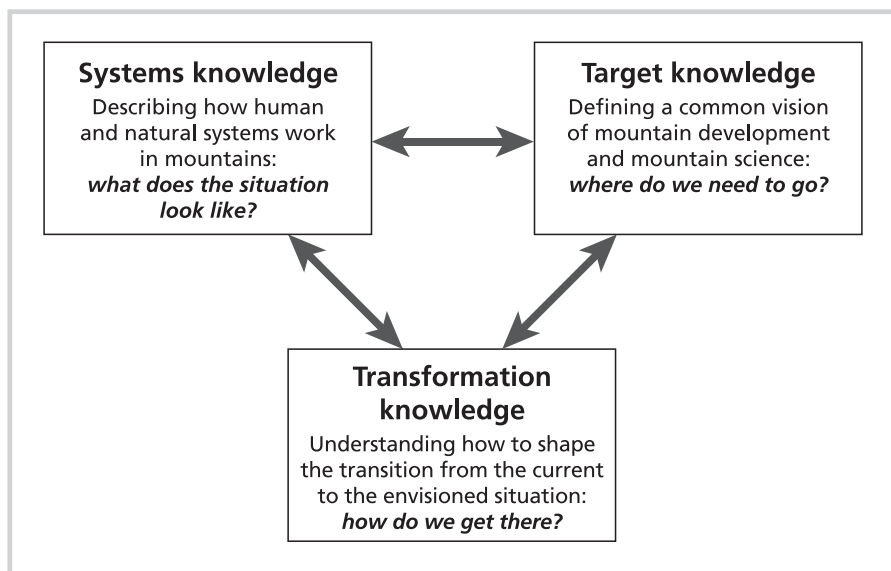 Systems knowledge
Describing how human
and natural systems work
in mountains:
what does the situation
look like?
Target knowledge
Defining a common vision
of mountain development
and mountain science:
where do we need to go?
Transformation
knowledge
Understanding how to shape
the transition from the current
to the envisioned situation:
how do we get there?